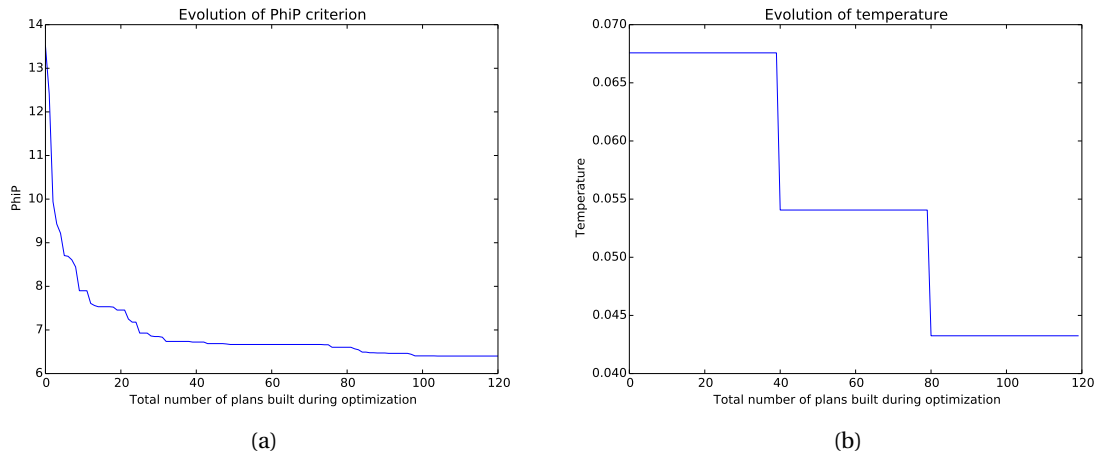 Evolution of PhiP criterion
14
13
12
11
10
9
8
7
6
PhiP
0 20 40 60 80 100 120
Total number of plans built during optimization
(a)
Evolution of temperature
0.070
0.065
0.060
0.055
0.050
0.045
0.040
Temperature
0 20 40 60 80 100 120
Total number of plans built during optimization
(b)